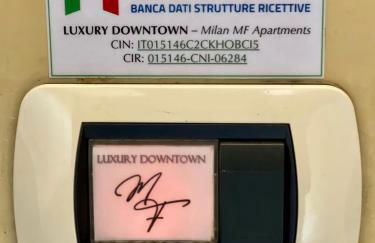 BANCA DATI STRUTTURE RICETTIVE
LUXURY DOWNTOWN – Milan MF Apartments
CIN: IT015146C2CKHOBCI5
CIR: 015146-CNI-06284
LUXURY DOWNTOWN
MF